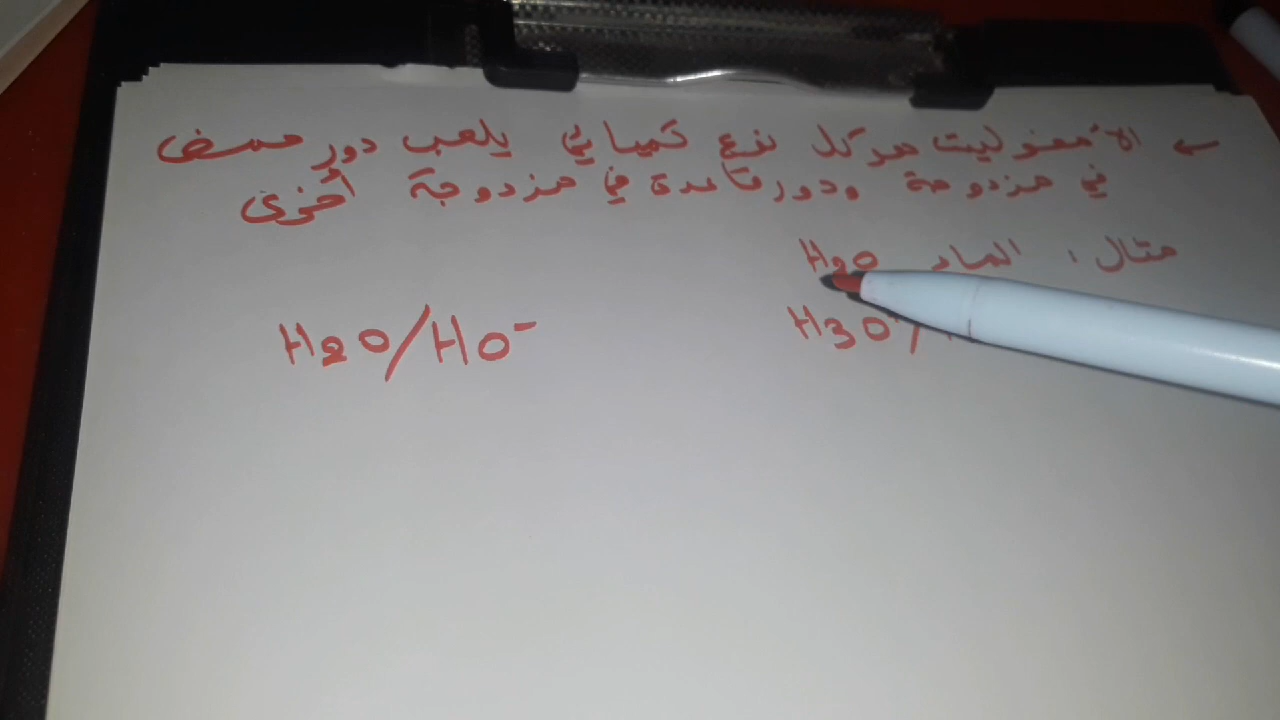 ← الأمفوليت هو كل نوع كيميائي يلعب دور حمض
في مزدوجة ودور قاعدة في مزدوجة أخرى
مثال : الماء H2O
H3O+/
H2O/HO-